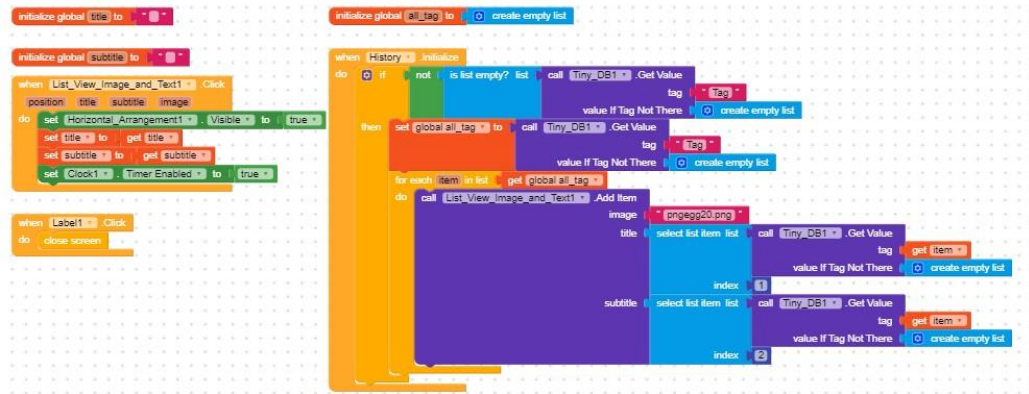 initialize global title to " "
initialize global subtitle to " "
when List_View_Image_and_Text1 .Click
position title subtitle image
do set Horizontal_Arrangement1 . Visible to true
set title to get title
set subtitle to get subtitle
set Clock1 . Timer Enabled to true
when Label1 .Click
do close screen
initialize global all_tag to create empty list
when History .Initialize
do if not is list empty? list call Tiny_DB1 .Get Value
tag " Tag "
value If Tag Not There create empty list
then set global all_tag to call Tiny_DB1 .Get Value
tag " Tag "
value If Tag Not There create empty list
for each item in list get global all_tag
do call List_View_Image_and_Text1 .Add Item
image " pngegg20.png "
title select list item list call Tiny_DB1 .Get Value
tag get item
value If Tag Not There create empty list
index 1
subtitle select list item list call Tiny_DB1 .Get Value
tag get item
value If Tag Not There create empty list
index 2